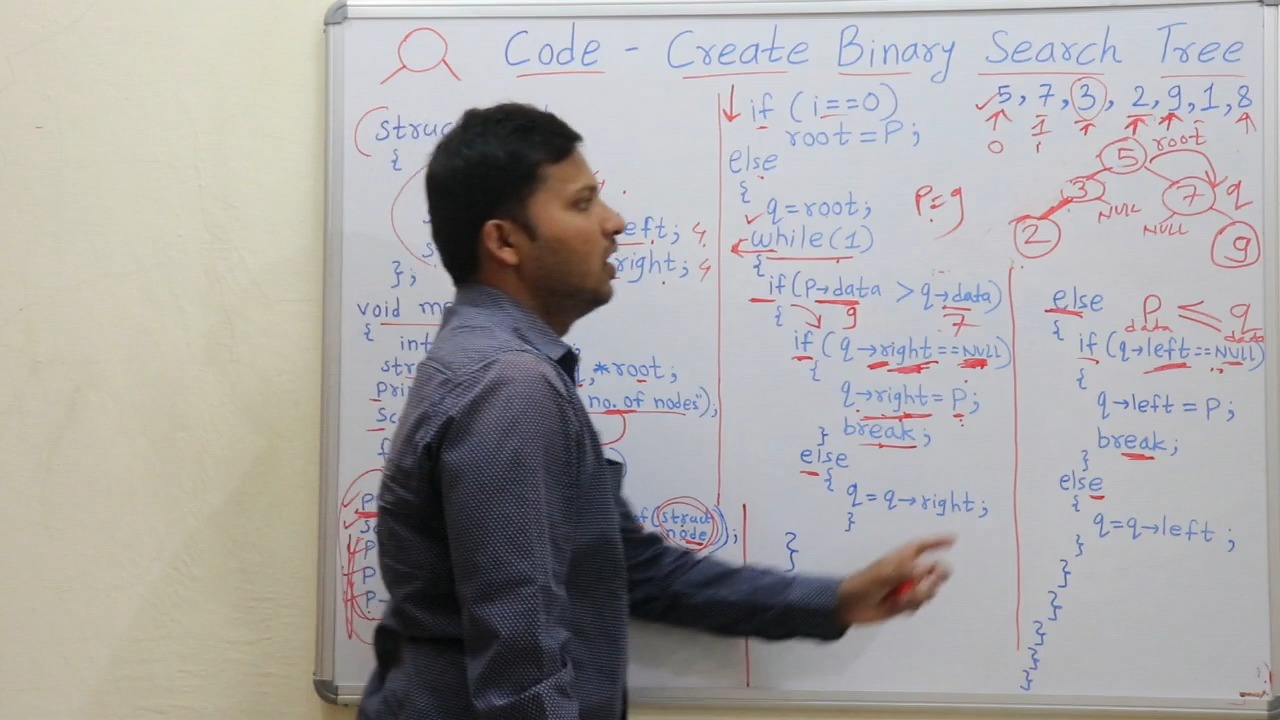 Code - Create Binary Search Tree
struc
{
left;
right;
};
void m
{
int
*root;
no. of nodes");
(struct
node);
if (i==0)
root = P;
else
{
q = root;
while(1)
{
if (P→data > q→data)
{ 9 7
if (q→right == NULL)
{
q→right = P;
} break;
else
{
q = q→right;
}
}
P = 9
5, 7, 3, 2, 9, 1, 8
0 1
root
5
3 7 q
NULL NULL
2 9
else P <= q
data data
{
if (q→left == NULL)
{
q→left = P;
break;
}
else
{
q = q→left ;
}
}
}
}
}
}